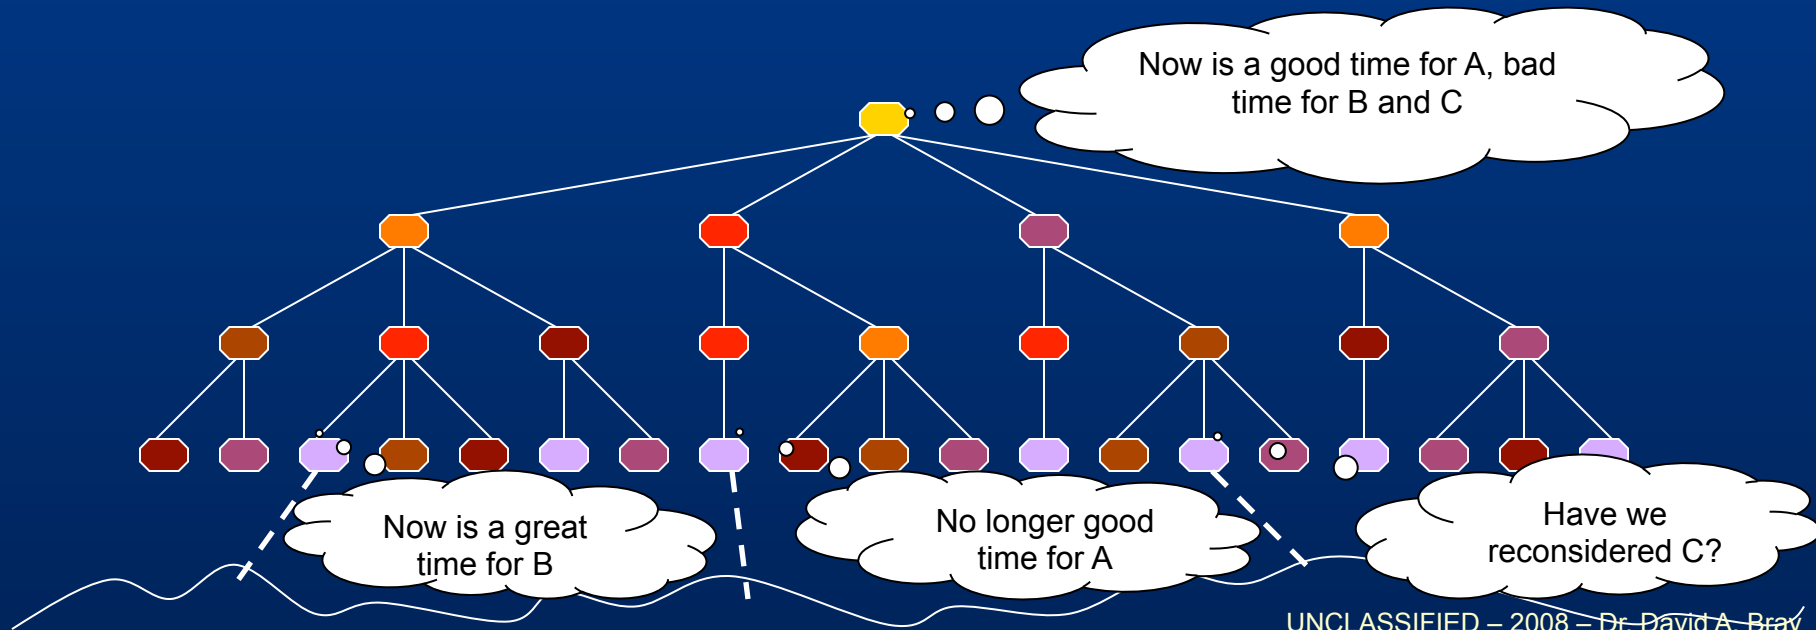 Now is a good time for A, bad
time for B and C
Now is a great
time for B
No longer good
time for A
Have we
reconsidered C?
UNCLASSIFIED – 2008 – Dr. David A. Bray